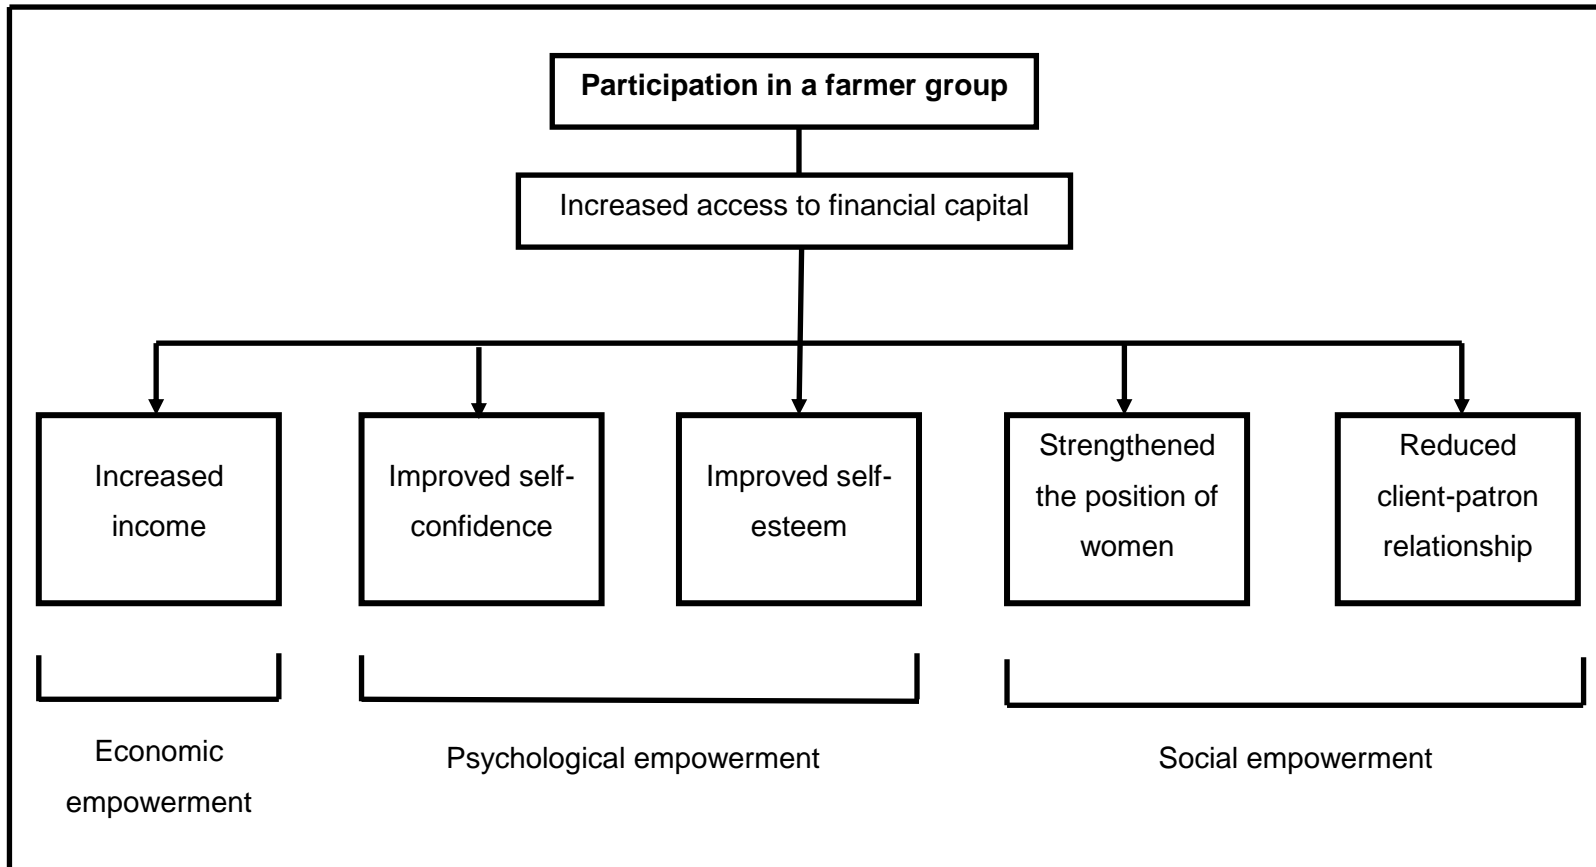 Participation in a farmer group
Increased access to financial capital
Increased
income
Improved self-
confidence
Improved self-
esteem
Strengthened
the position of
women
Reduced
client-patron
relationship
Economic
empowerment
Psychological empowerment
Social empowerment